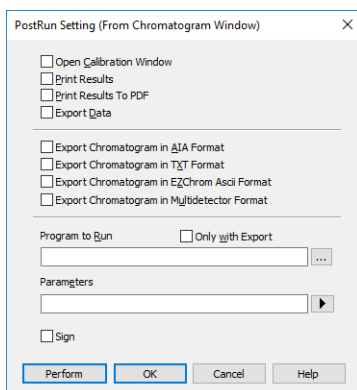 PostRun Setting (From Chromatogram Window)
Open Calibration Window
Print Results
Print Results To PDF
Export Data
Export Chromatogram in AIA Format
Export Chromatogram in TXT Format
Export Chromatogram in EZChrom Ascii Format
Export Chromatogram in Multidetector Format
Program to Run Only with Export
...
Parameters
Sign
Perform OK Cancel Help